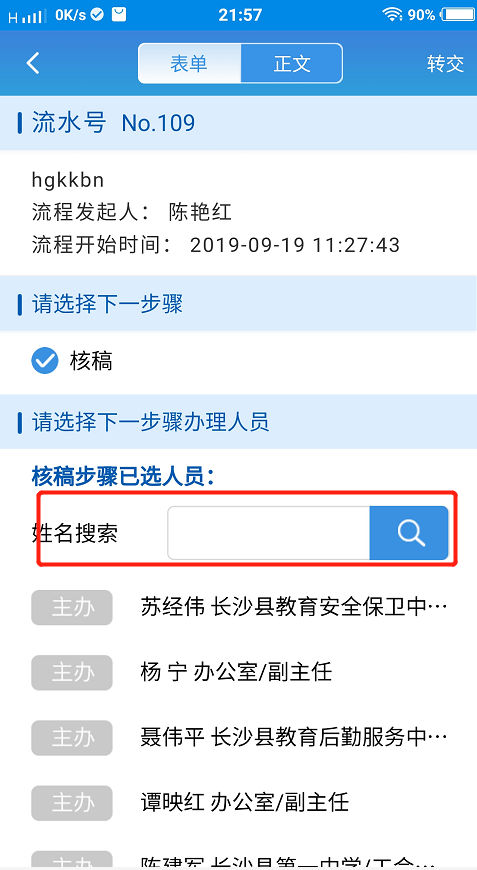 H 0K/s 21:57 90%
表单 正文 转交
流水号 No.109
hgkkbn
流程发起人： 陈艳红
流程开始时间： 2019-09-19 11:27:43
请选择下一步骤
核稿
请选择下一步骤办理人员
核稿步骤已选人员：
姓名搜索
主办 苏经伟 长沙县教育安全保卫中…
主办 杨 宁 办公室/副主任
主办 聂伟平 长沙县教育后勤服务中…
主办 谭映红 办公室/副主任
主办 陈建军 长沙县第一中学/工会…